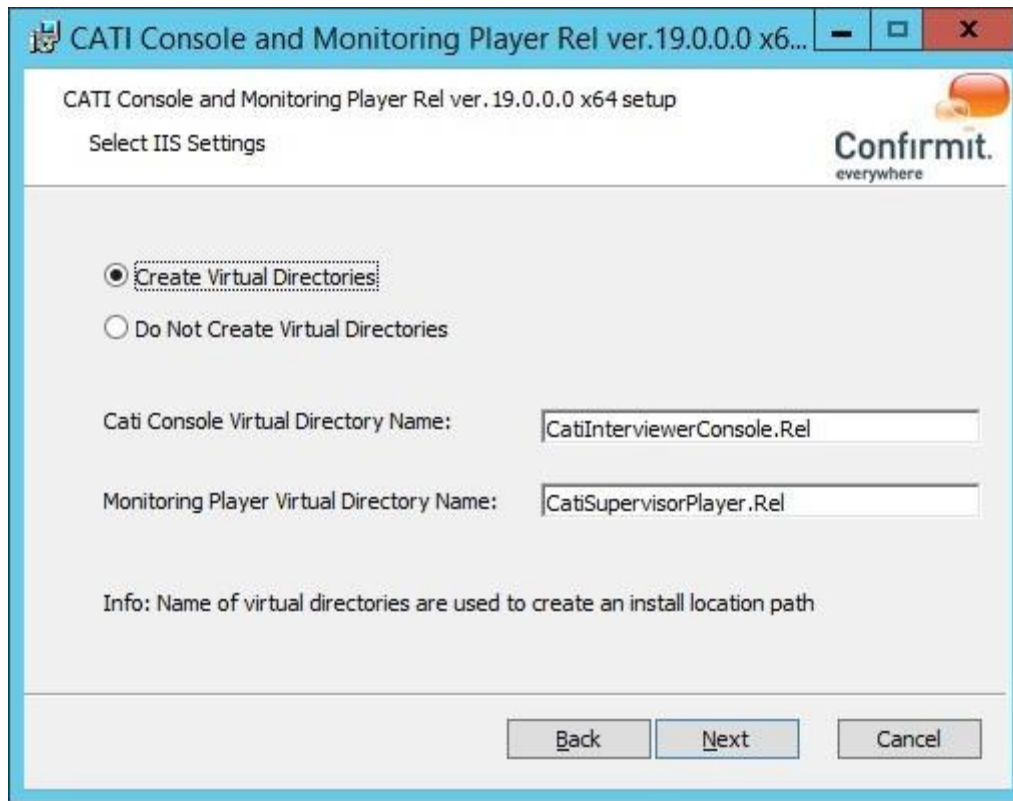 CATI Console and Monitoring Player Rel ver.19.0.0.0 x6...
CATI Console and Monitoring Player Rel ver.19.0.0.0 x64 setup
Select IIS Settings
Confirmit.
everywhere
Create Virtual Directories
Do Not Create Virtual Directories
Cati Console Virtual Directory Name: CatiInterviewerConsole.Rel
Monitoring Player Virtual Directory Name: CatiSupervisorPlayer.Rel
Info: Name of virtual directories are used to create an install location path
Back Next Cancel